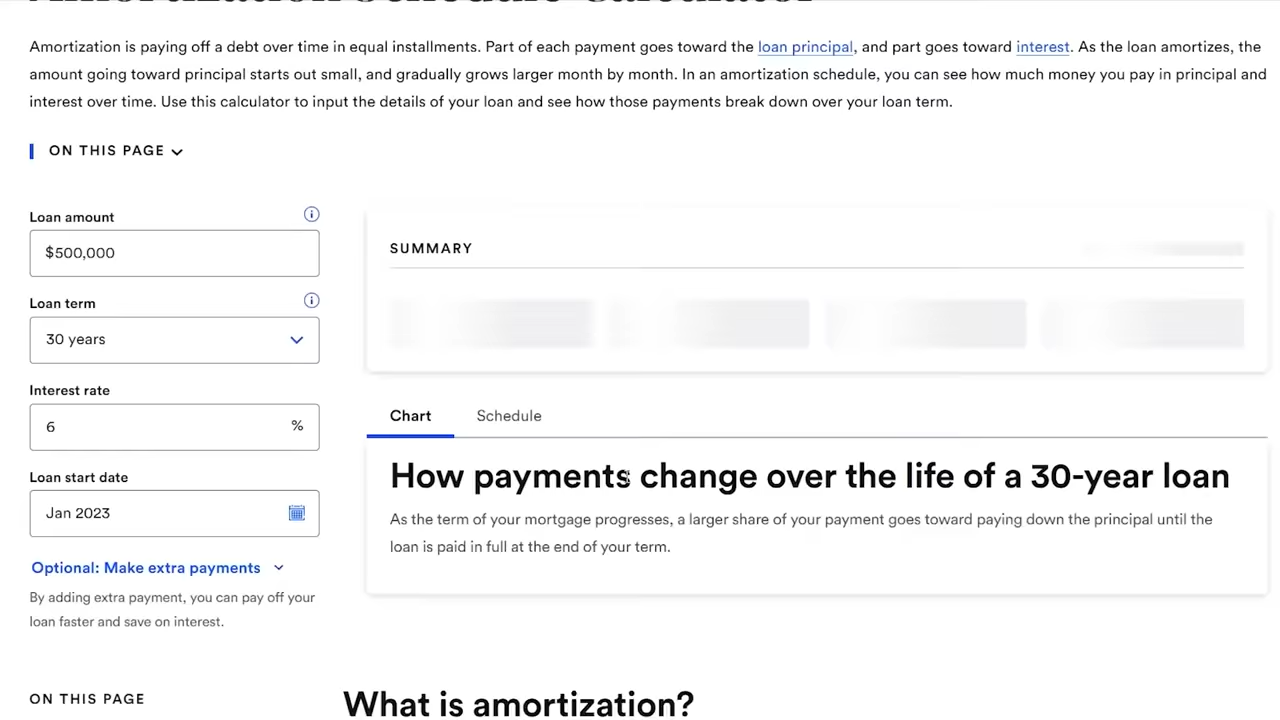 Amortization Schedule Calculator
Amortization is paying off a debt over time in equal installments. Part of each payment goes toward the loan principal, and part goes toward interest. As the loan amortizes, the
amount going toward principal starts out small, and gradually grows larger month by month. In an amortization schedule, you can see how much money you pay in principal and
interest over time. Use this calculator to input the details of your loan and see how those payments break down over your loan term.
ON THIS PAGE
Loan amount
$500,000
Loan term
30 years
Interest rate
6 %
Loan start date
Jan 2023
Optional: Make extra payments
By adding extra payment, you can pay off your
loan faster and save on interest.
SUMMARY
Chart Schedule
How payments change over the life of a 30-year loan
As the term of your mortgage progresses, a larger share of your payment goes toward paying down the principal until the
loan is paid in full at the end of your term.
ON THIS PAGE
What is amortization?